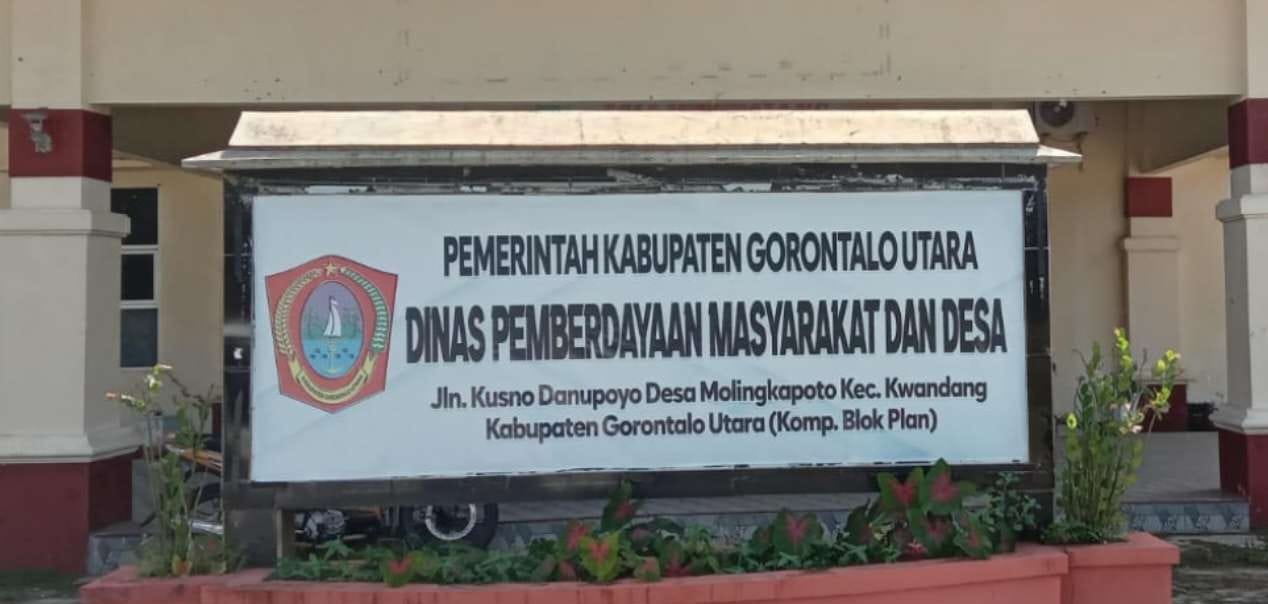 PEMERINTAH KABUPATEN GORONTALO UTARA
DINAS PEMBERDAYAAN MASYARAKAT DAN DESA
Jln. Kusno Danupoyo Desa Molingkapoto Kec. Kwandang
Kabupaten Gorontalo Utara (Komp. Blok Plan)